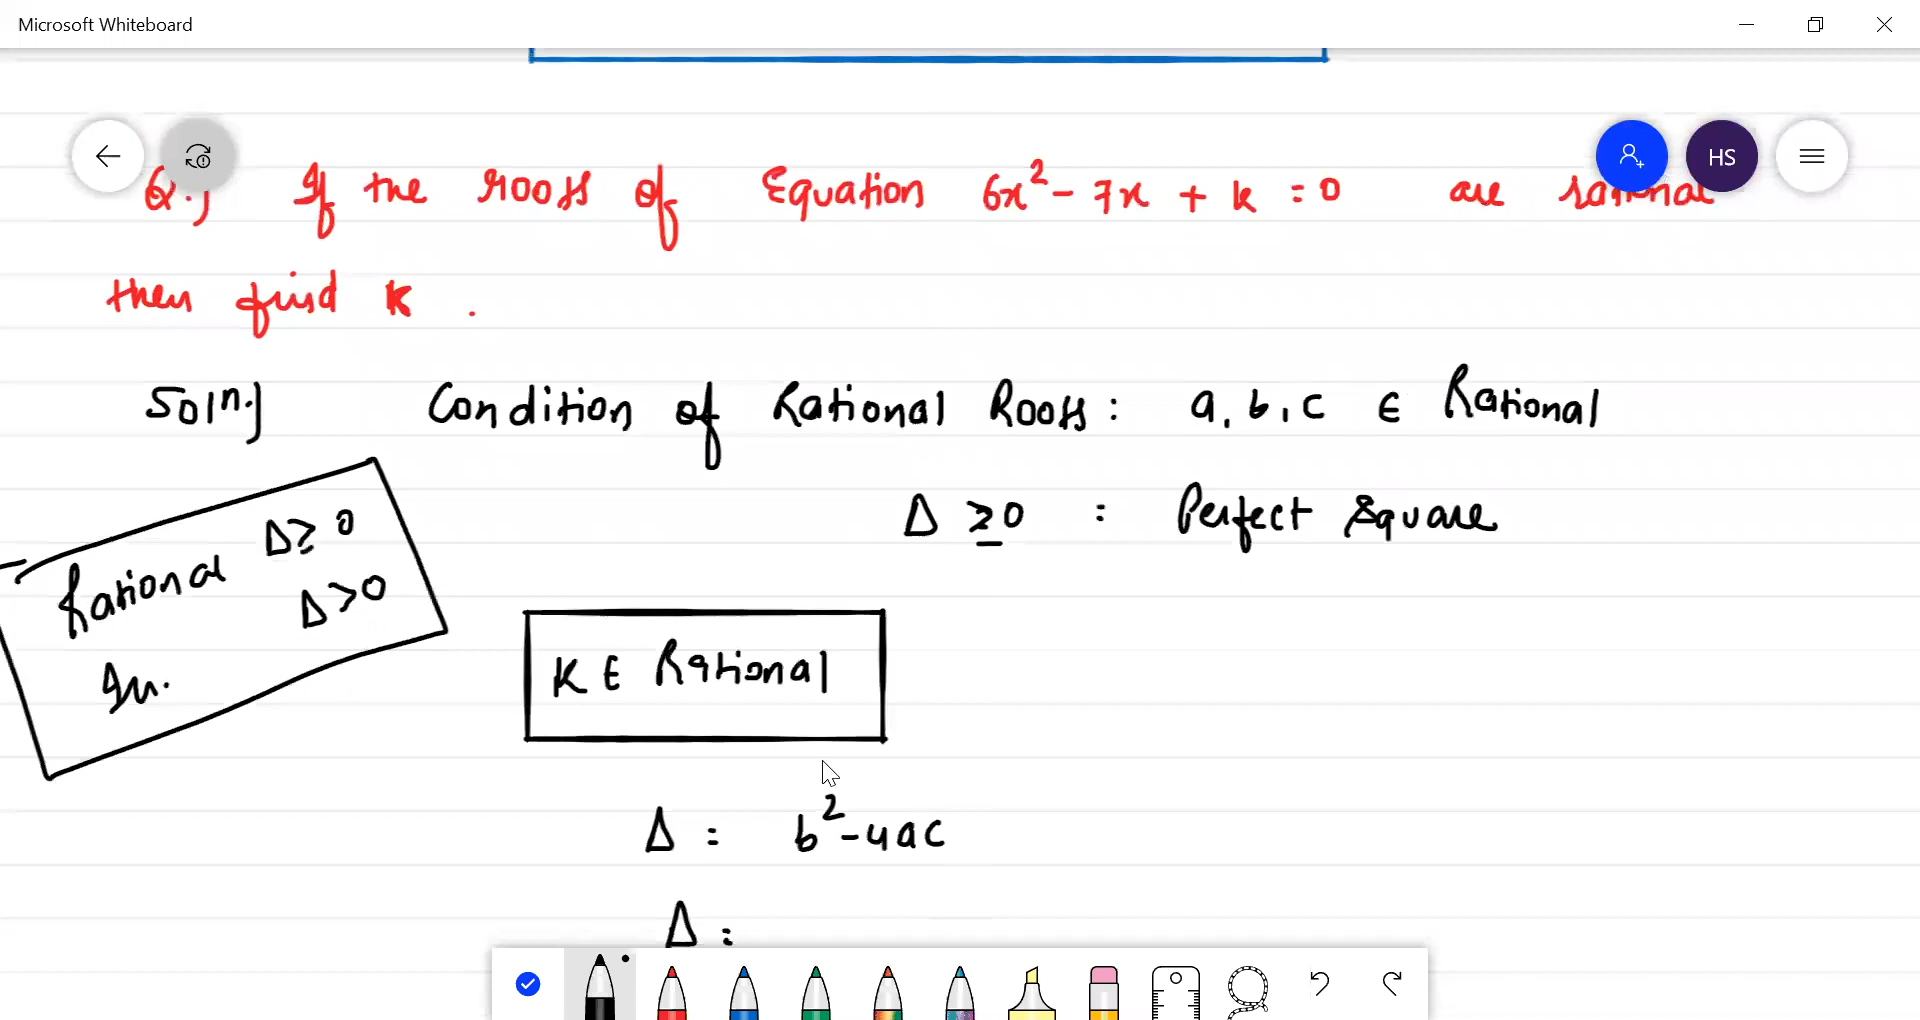 Microsoft Whiteboard
HS
Q.) If the roots of Equation 6x² - 7x + k = 0 are rational
then find K .
Soln.] Condition of Rational Roots : a, b, c ∈ Rational
Δ ≥ 0 : Perfect Square
Rational Δ ≥ 0
Δ > 0
K ∈ Rational
Δ = b² - 4ac
Δ =